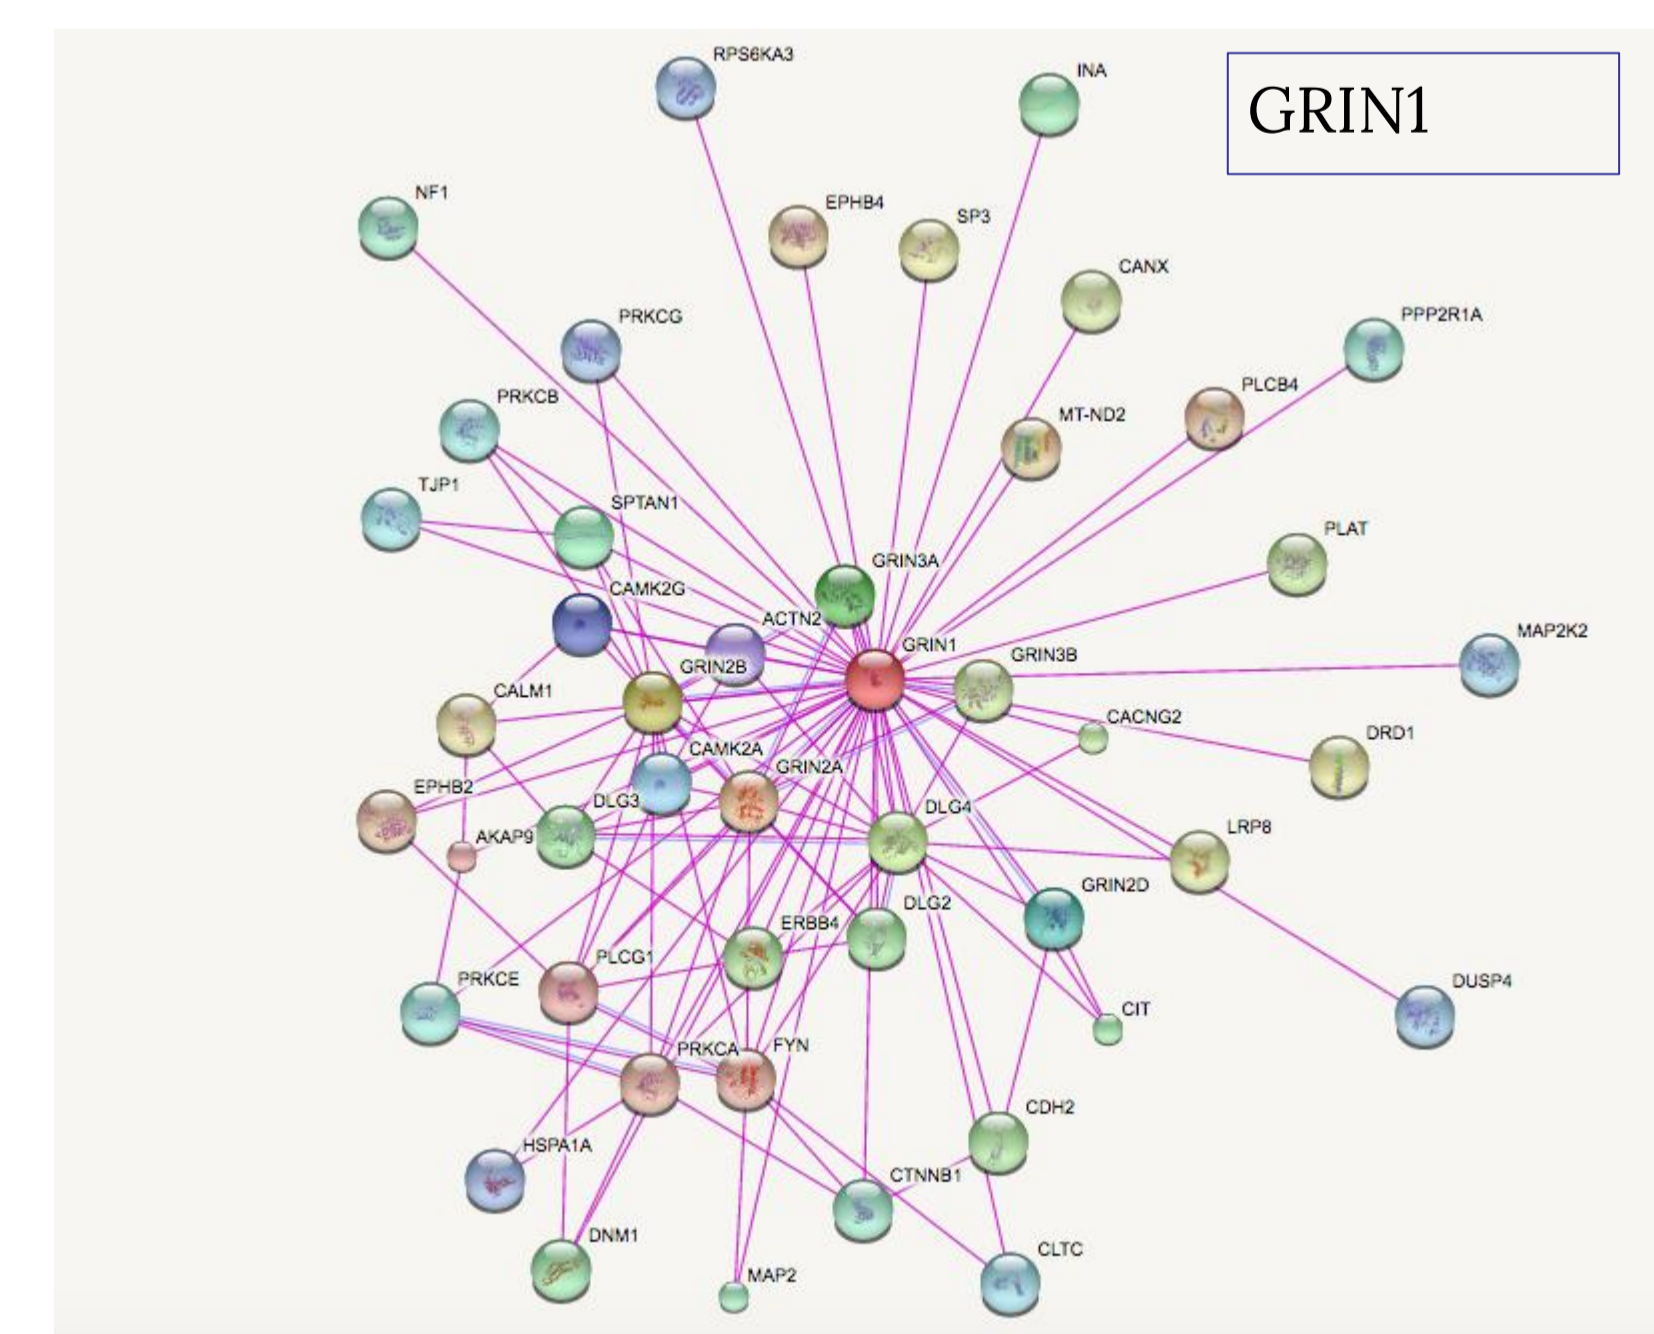 RPS6KA3
INA
GRIN1
NF1
EPHB4
SP3
CANX
PRKCG
PPP2R1A
PLCB4
PRKCB
MT-ND2
TJP1
SPTAN1
PLAT
GRIN3A
CAMK2G
ACTN2
MAP2K2
GRIN1
GRIN3B
GRIN2B
CALM1
CACNG2
DRD1
CAMK2A
GRIN2A
EPHB2
DLG3
DLG4
LRP8
AKAP9
GRIN2D
DLG2
ERBB4
PLCG1
PRKCE
DUSP4
CIT
PRKCA
FYN
CDH2
HSPA1A
CTNNB1
DNM1
CLTC
MAP2